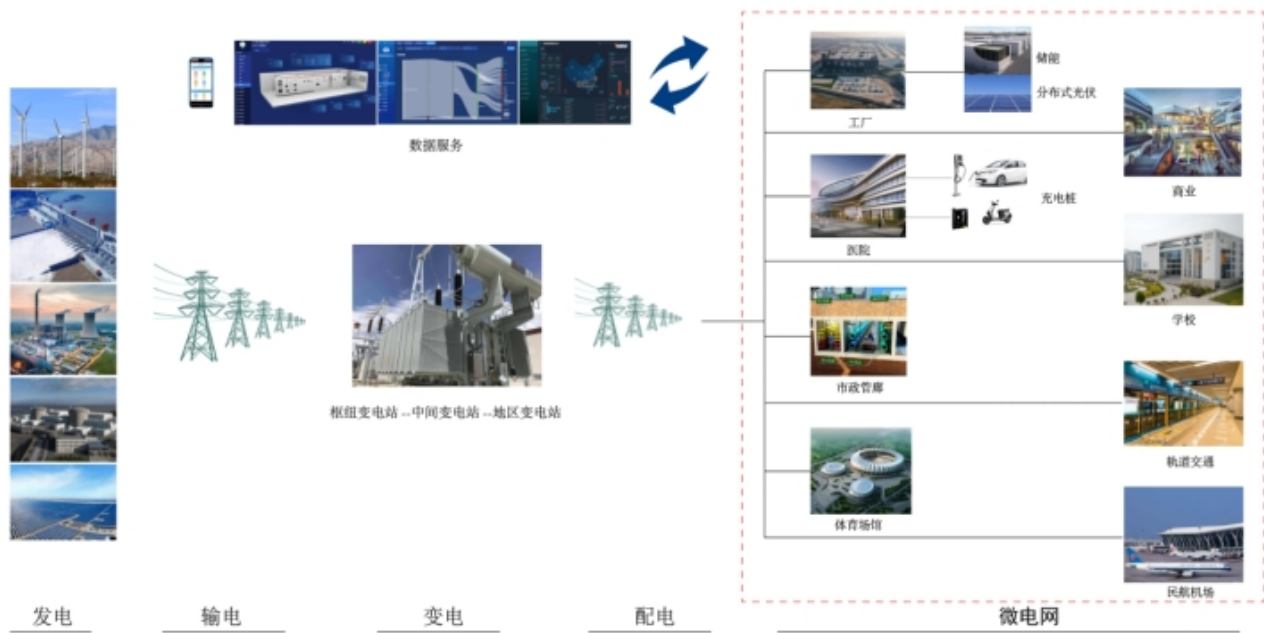 储能
分布式光伏
工厂
数据服务
商业
充电桩
医院
学校
市政管廊
枢纽变电站--中间变电站--地区变电站
轨道交通
体育场馆
民航机场
发电
输电
变电
配电
微电网